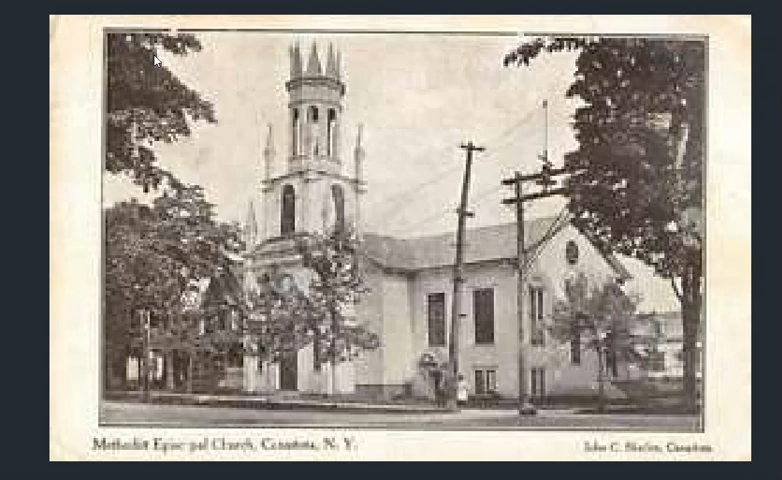 Methodist Episcopal Church, Canastota, N. Y.
John C. Canastota